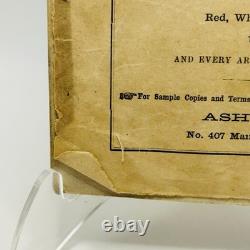 Red, Wh
AND EVERY AR
☞For Sample Copies and Terms
ASH
No. 407 Mar